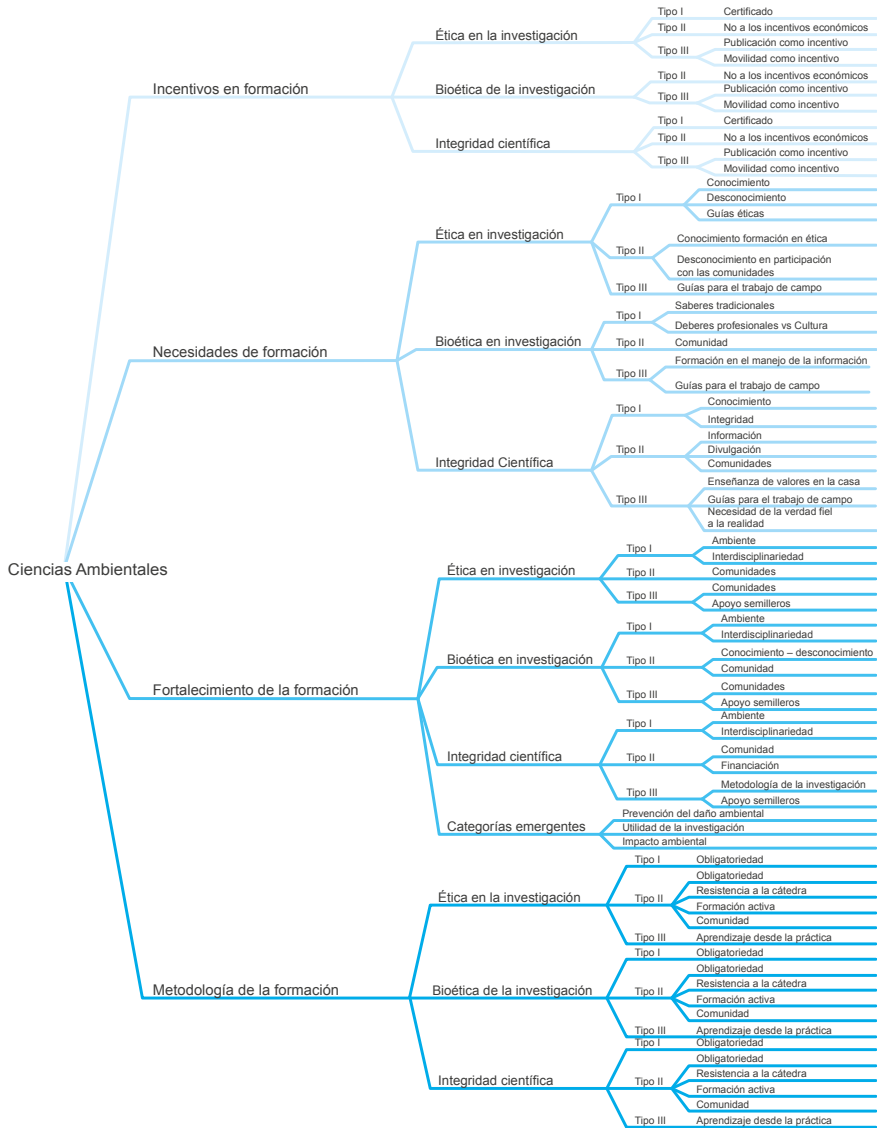 Ciencias Ambientales
Incentivos en formación
Ética en la investigación
Tipo I
Certificado
Tipo II
No a los incentivos económicos
Tipo III
Publicación como incentivo
Movilidad como incentivo
Bioética de la investigación
Tipo II
No a los incentivos económicos
Tipo III
Publicación como incentivo
Movilidad como incentivo
Integridad científica
Tipo I
Certificado
Tipo II
No a los incentivos económicos
Tipo III
Publicación como incentivo
Movilidad como incentivo
Necesidades de formación
Ética en investigación
Tipo I
Conocimiento
Desconocimiento
Guías éticas
Tipo II
Conocimiento formación en ética
Desconocimiento en participación
con las comunidades
Tipo III
Guías para el trabajo de campo
Bioética en investigación
Tipo I
Saberes tradicionales
Deberes profesionales vs Cultura
Tipo II
Comunidad
Tipo III
Formación en el manejo de la información
Guías para el trabajo de campo
Integridad Científica
Tipo I
Conocimiento
Integridad
Tipo II
Información
Divulgación
Comunidades
Tipo III
Enseñanza de valores en la casa
Guías para el trabajo de campo
Necesidad de la verdad fiel
a la realidad
Fortalecimiento de la formación
Ética en investigación
Tipo I
Ambiente
Interdisciplinariedad
Tipo II
Comunidades
Tipo III
Comunidades
Apoyo semilleros
Bioética en investigación
Tipo I
Ambiente
Interdisciplinariedad
Tipo II
Conocimiento – desconocimiento
Comunidad
Tipo III
Comunidades
Apoyo semilleros
Integridad científica
Tipo I
Ambiente
Interdisciplinariedad
Tipo II
Comunidad
Financiación
Tipo III
Metodología de la investigación
Apoyo semilleros
Categorías emergentes
Prevención del daño ambiental
Utilidad de la investigación
Impacto ambiental
Metodología de la formación
Ética en la investigación
Tipo I
Obligatoriedad
Tipo II
Obligatoriedad
Resistencia a la cátedra
Formación activa
Comunidad
Tipo III
Aprendizaje desde la práctica
Bioética de la investigación
Tipo I
Obligatoriedad
Tipo II
Obligatoriedad
Resistencia a la cátedra
Formación activa
Comunidad
Tipo III
Aprendizaje desde la práctica
Integridad científica
Tipo I
Obligatoriedad
Tipo II
Obligatoriedad
Resistencia a la cátedra
Formación activa
Comunidad
Tipo III
Aprendizaje desde la práctica